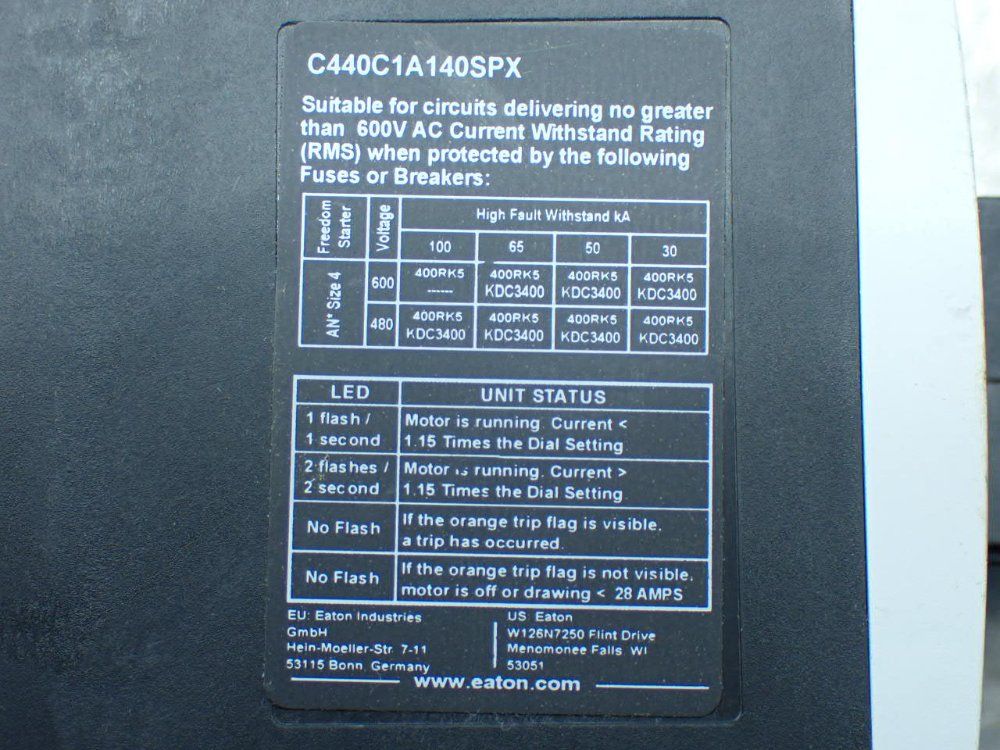 C440C1A140SPX
Suitable for circuits delivering no greater
than 600V AC Current Withstand Rating
(RMS) when protected by the following
Fuses or Breakers:
Freedom Starter Voltage High Fault Withstand kA
100 65 50 30
AN* Size 4
600 400RK5 400RK5 400RK5 400RK5
------ KDC3400 KDC3400 KDC3400
480 400RK5 400RK5 400RK5 400RK5
KDC3400 KDC3400 KDC3400 KDC3400
LED UNIT STATUS
1 flash / Motor is running. Current <
1 second 1.15 Times the Dial Setting
2 flashes / Motor is running. Current >
2 second 1.15 Times the Dial Setting
No Flash If the orange trip flag is visible,
a trip has occurred.
No Flash If the orange trip flag is not visible,
motor is off or drawing < 28 AMPS
EU: Eaton Industries
GmbH
Hein-Moeller-Str 7-11
53115 Bonn Germany
US Eaton
W126N7250 Flint Drive
Menomonee Falls WI
53051
www.eaton.com